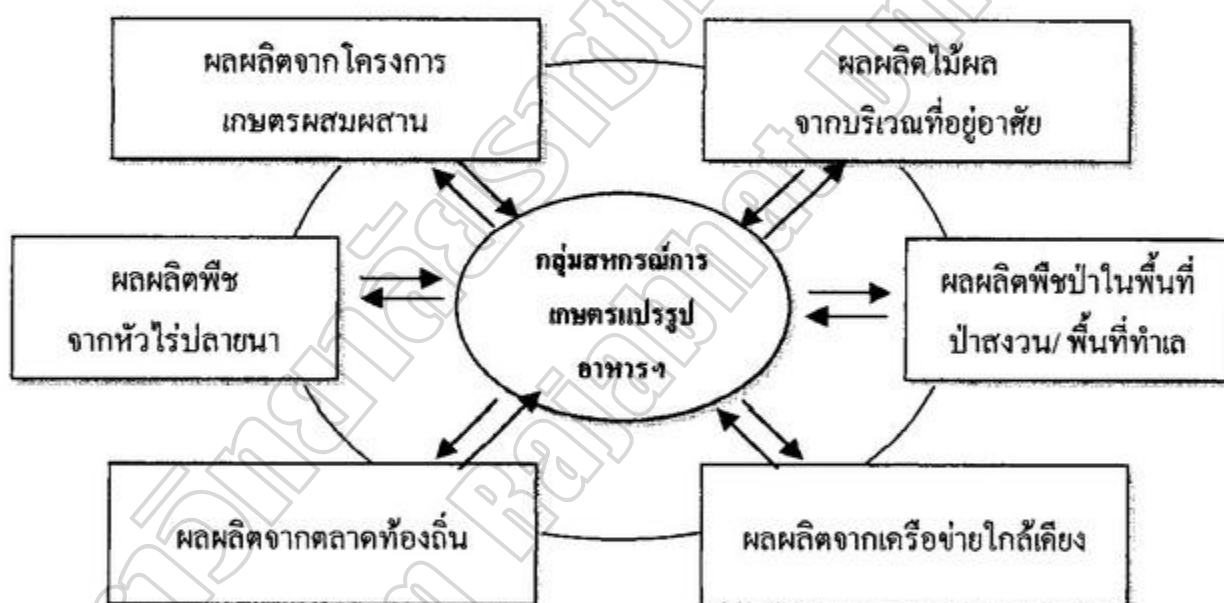 ผลผลิตจากโครงการ
เกษตรผสมผสาน
ผลผลิตไม้ผล
จากบริเวณที่อยู่อาศัย
ผลผลิตพืช
จากหัวไร่ปลายนา
กลุ่มสหกรณ์การ
เกษตรแปรรูป
อาหารฯ
ผลผลิตพืชป่าในพื้นที่
ป่าสงวน/ พื้นที่ทำเล
ผลผลิตจากตลาดท้องถิ่น
ผลผลิตจากเครือข่ายใกล้เคียง
Rajabhat